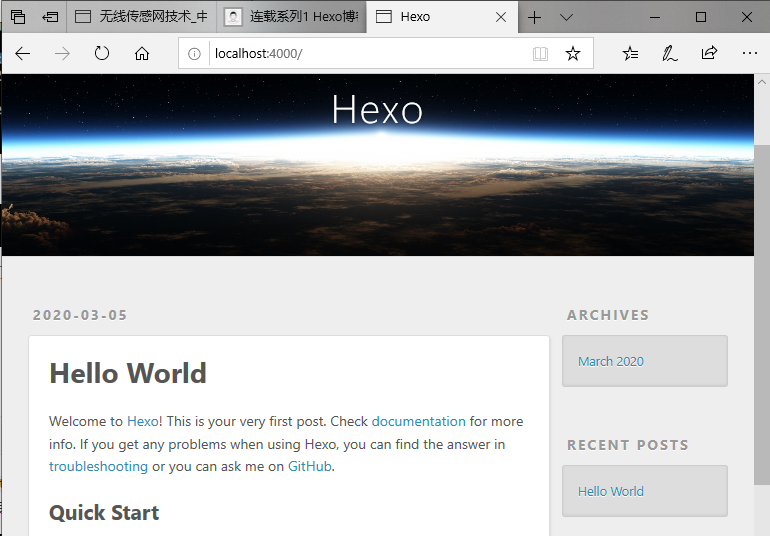 无线传感网技术_中
连载系列1 Hexo博客
Hexo
localhost:4000/
Hexo
2020-03-05
Hello World
Welcome to Hexo! This is your very first post. Check documentation for more
info. If you get any problems when using Hexo, you can find the answer in
troubleshooting or you can ask me on GitHub.
Quick Start
ARCHIVES
March 2020
RECENT POSTS
Hello World